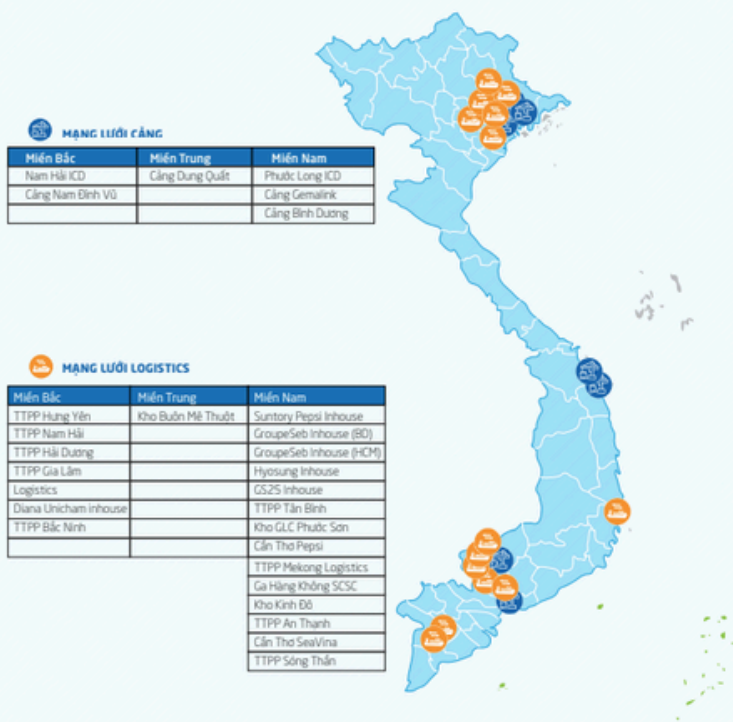 MẠNG LƯỚI CẢNG
Miền Bắc Miền Trung Miền Nam
Nam Hải ICD Cảng Dung Quất Phước Long ICD
Cảng Nam Đình Vũ Cảng Gemalink
Cảng Bình Dương
MẠNG LƯỚI LOGISTICS
Miền Bắc Miền Trung Miền Nam
TTPP Hưng Yên Kho Buôn Mê Thuột Suntory Pepsi Inhouse
TTPP Nam Hải GroupeSeb Inhouse (BD)
TTPP Hải Dương GroupeSeb Inhouse (HCM)
TTPP Gia Lâm Hyosung Inhouse
Logistics GS25 Inhouse
Diana Unicham inhouse TTPP Tân Bình
TTPP Bắc Ninh Kho GLC Phước Sơn
Cần Thơ Pepsi
TTPP Mekong Logistics
Ga Hàng Không SCSC
Kho Kinh Đô
TTPP An Thạnh
Cần Thơ SeaVina
TTPP Sóng Thần